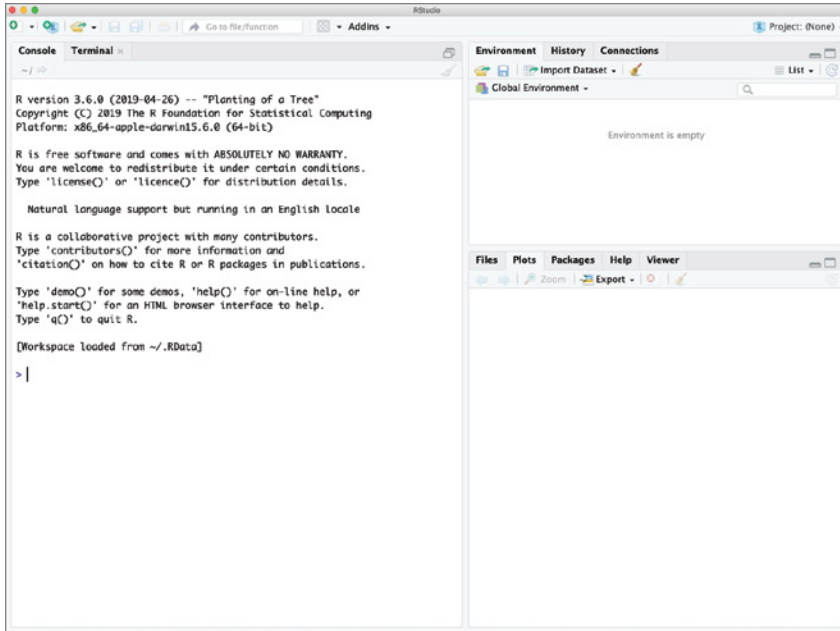 RStudio
Go to file/function
Addins
Project: (None)
Console Terminal
~/
R version 3.6.0 (2019-04-26) -- "Planting of a Tree"
Copyright (C) 2019 The R Foundation for Statistical Computing
Platform: x86_64-apple-darwin15.6.0 (64-bit)
R is free software and comes with ABSOLUTELY NO WARRANTY.
You are welcome to redistribute it under certain conditions.
Type 'license()' or 'licence()' for distribution details.
Natural language support but running in an English locale
R is a collaborative project with many contributors.
Type 'contributors()' for more information and
'citation()' on how to cite R or R packages in publications.
Type 'demo()' for some demos, 'help()' for on-line help, or
'help.start()' for an HTML browser interface to help.
Type 'q()' to quit R.
[Workspace loaded from ~/.RData]
>
Environment History Connections
Import Dataset
List
Global Environment
Environment is empty
Files Plots Packages Help Viewer
Zoom Export